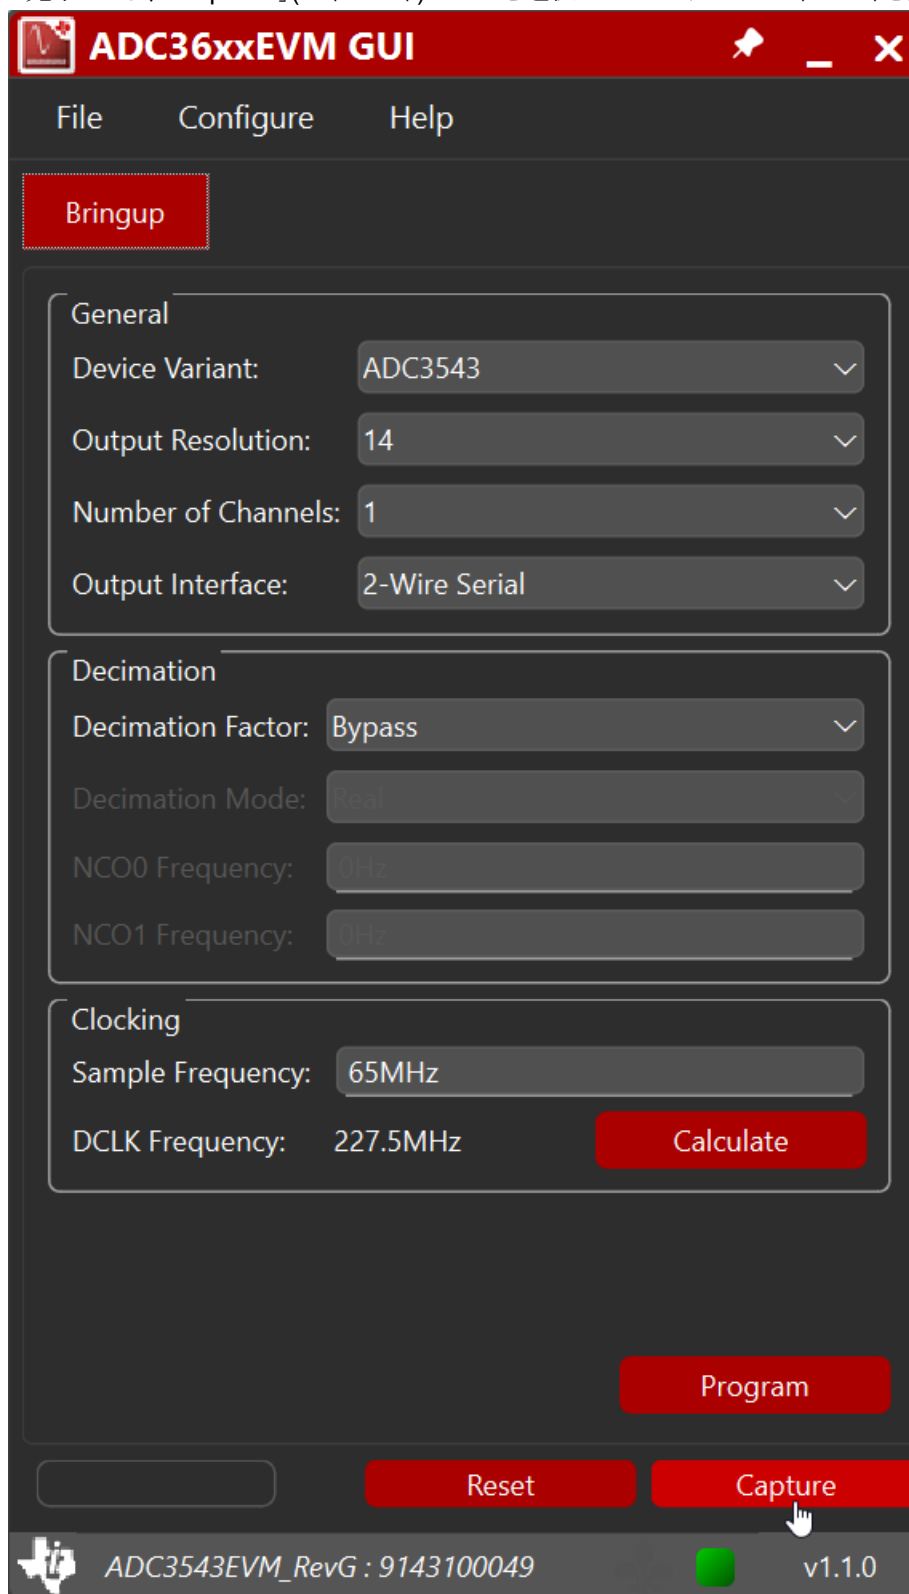 ADC36xxEVM GUI
File Configure Help
Bringup
General
Device Variant: ADC3543
Output Resolution: 14
Number of Channels: 1
Output Interface: 2-Wire Serial
Decimation
Decimation Factor: Bypass
Decimation Mode: Real
NCO0 Frequency: 0Hz
NCO1 Frequency: 0Hz
Clocking
Sample Frequency: 65MHz
DCLK Frequency: 227.5MHz Calculate
Program
Reset Capture
ADC3543EVM_RevG : 9143100049 v1.1.0